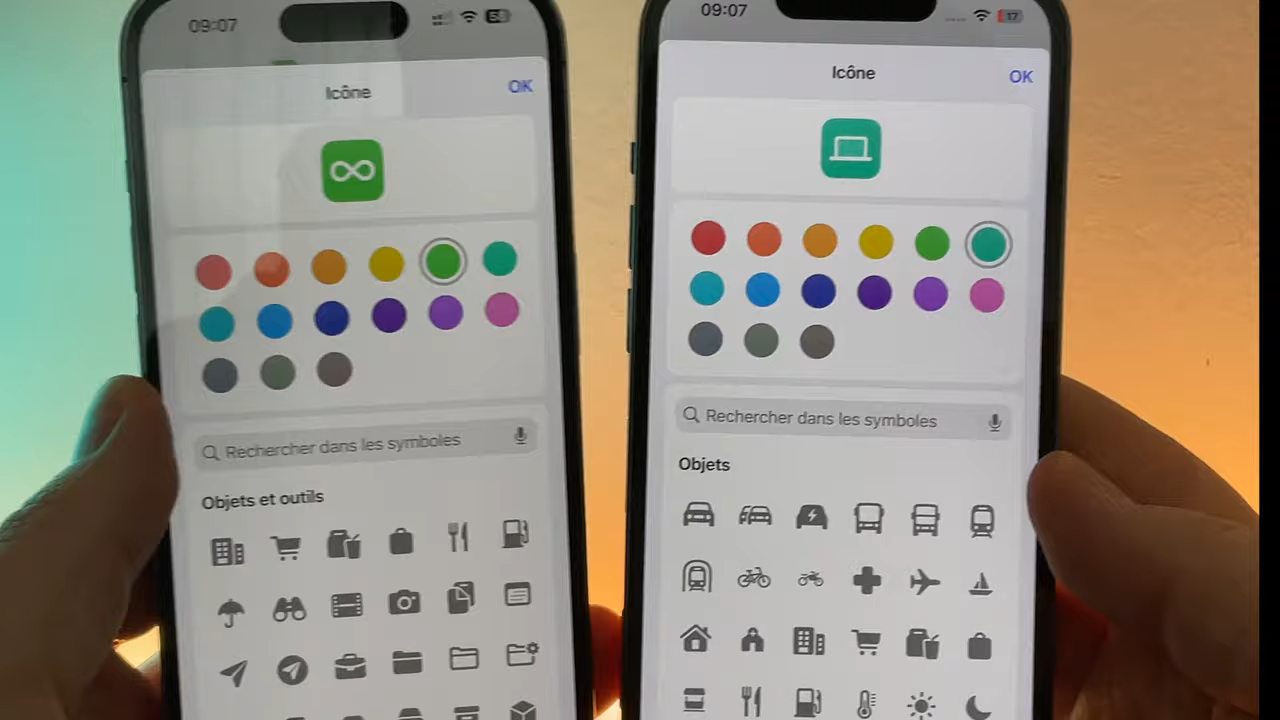 09:07
Icône
OK
Rechercher dans les symboles
Objets et outils
09:07
17
Icône
OK
Rechercher dans les symboles
Objets